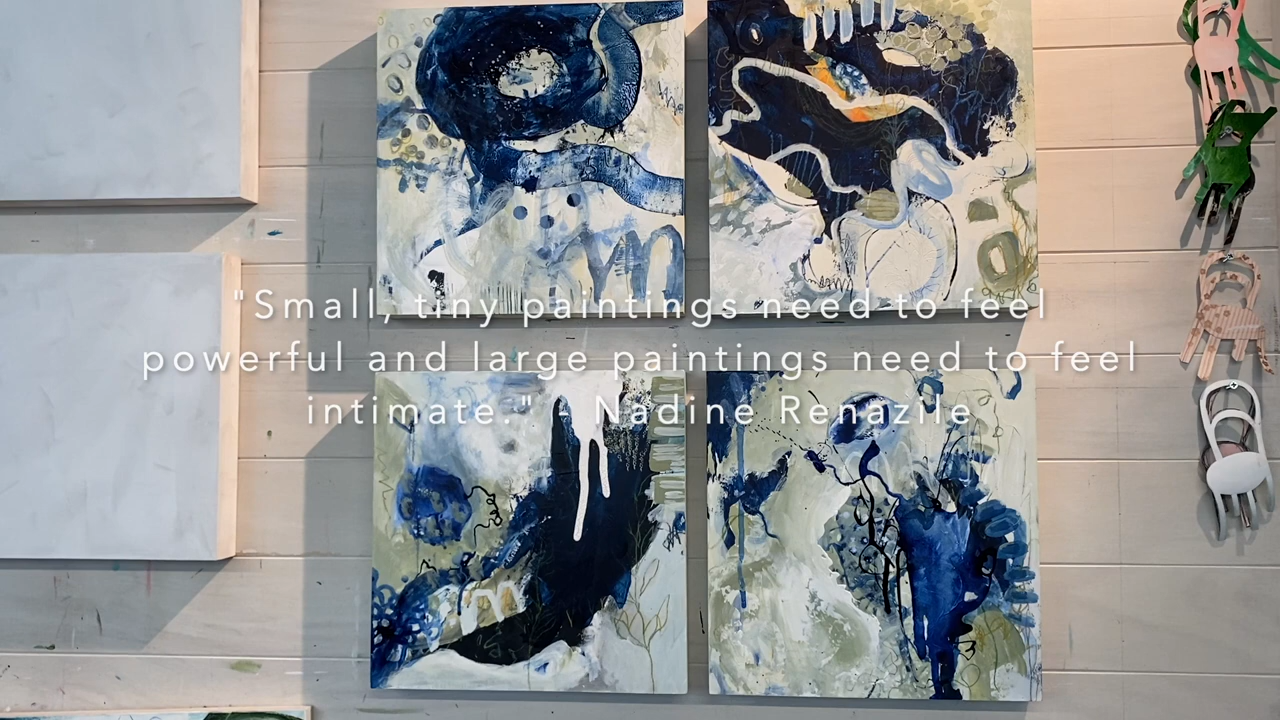 "Small, tiny paintings need to feel
powerful and large paintings need to feel
intimate." - Nadine Renazile